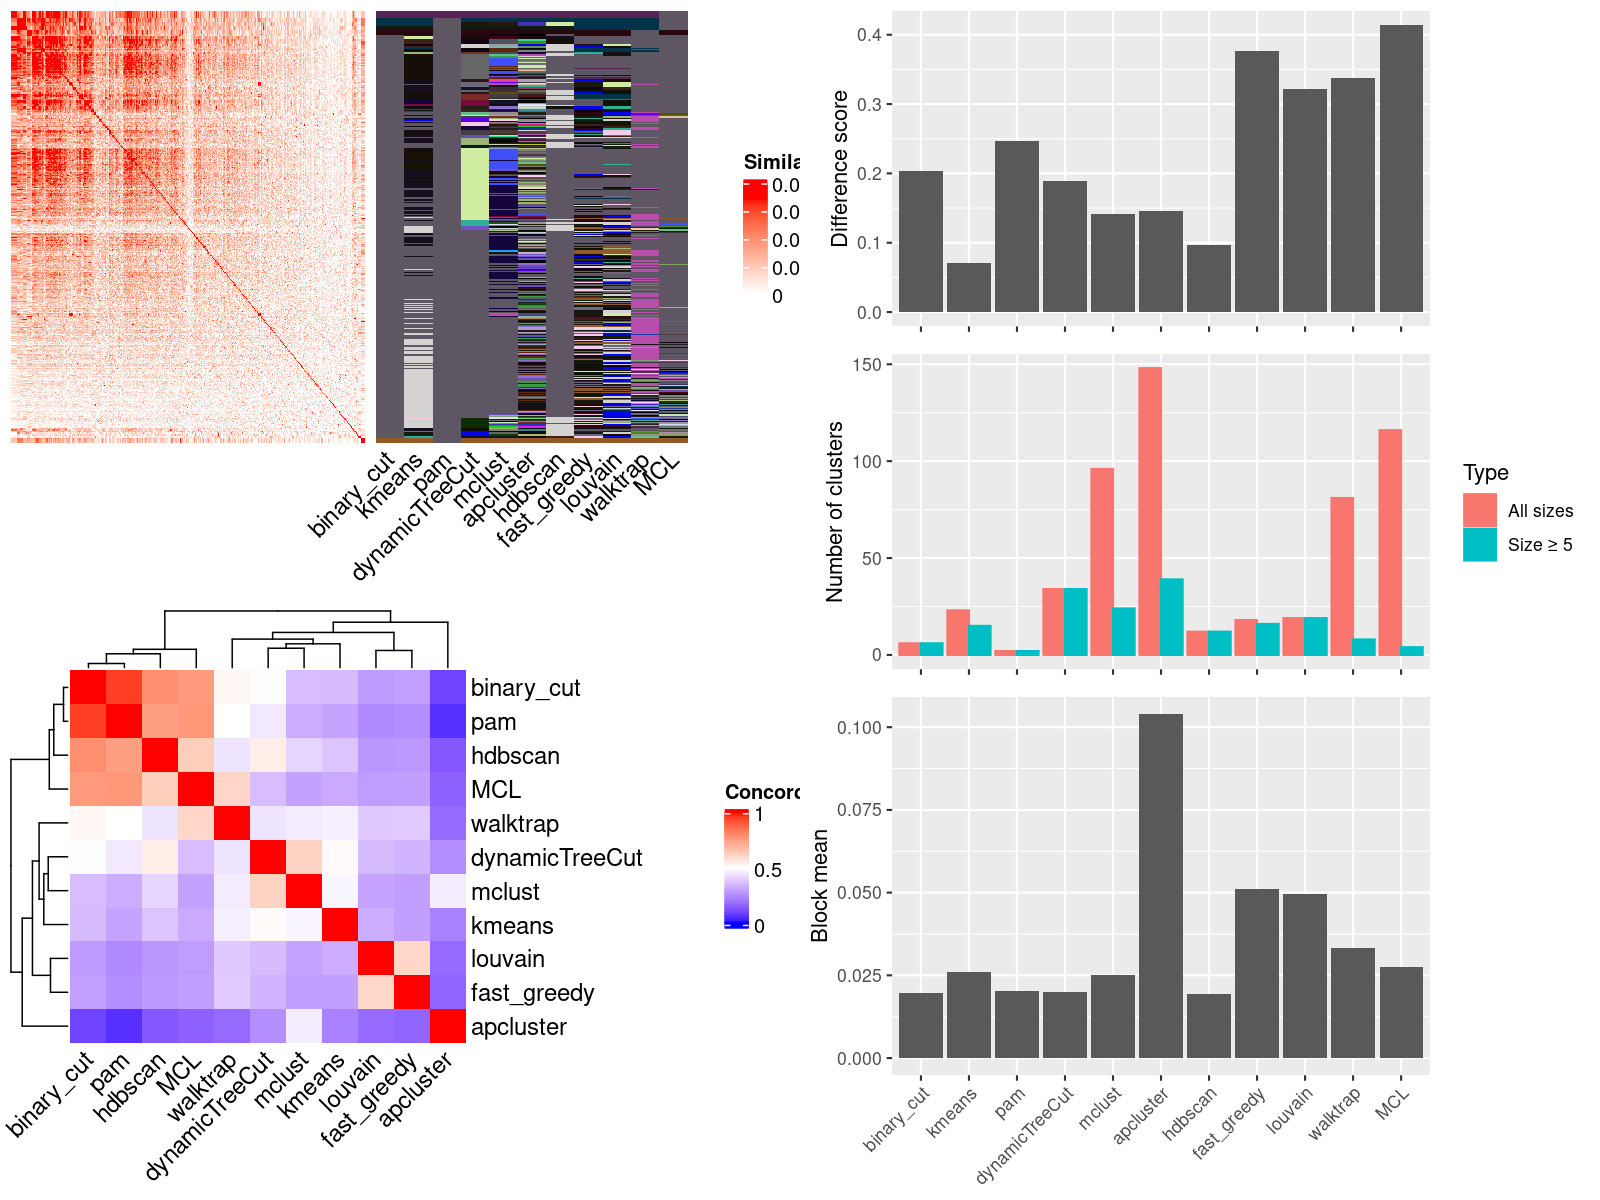 Simila
0.0
0.0
0.0
0.0
0
binary_cut
kmeans
pam
dynamicTreeCut
mclust
apcluster
hdbscan
fast_greedy
louvain
walktrap
MCL
binary_cut
pam
hdbscan
MCL
walktrap
dynamicTreeCut
mclust
kmeans
louvain
fast_greedy
apcluster
binary_cut
pam
hdbscan
MCL
walktrap
dynamicTreeCut
mclust
kmeans
louvain
fast_greedy
apcluster
Concord
1
0.5
0
Difference score
0.4
0.3
0.2
0.1
0.0
Number of clusters
150
100
50
0
Type
All sizes
Size ≥ 5
Block mean
0.100
0.075
0.050
0.025
0.000
binary_cut
kmeans
pam
dynamicTreeCut
mclust
apcluster
hdbscan
fast_greedy
louvain
walktrap
MCL